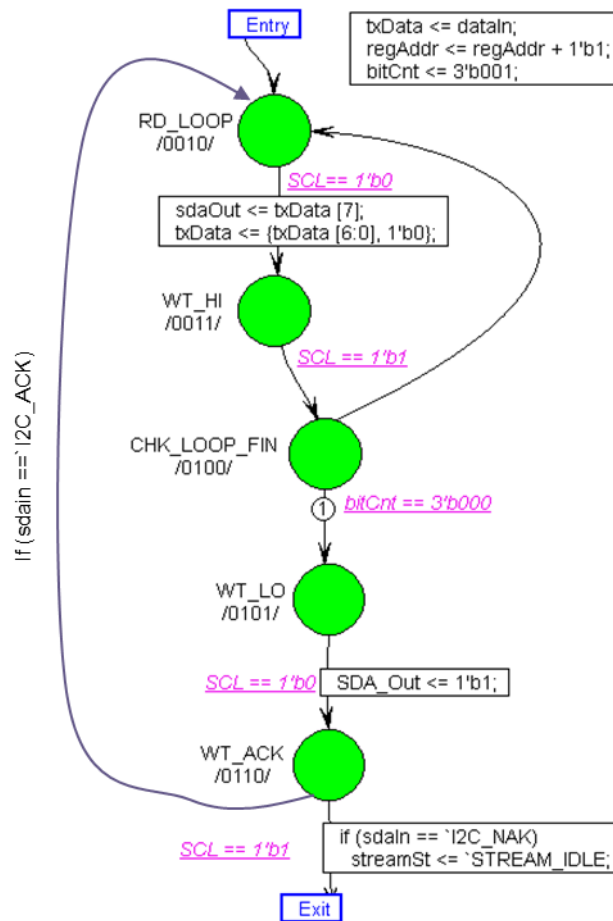 Entry
txData <= dataIn;
regAddr <= regAddr + 1'b1;
bitCnt <= 3'b001;
RD_LOOP
/0010/
SCL== 1'b0
sdaOut <= txData [7];
txData <= {txData [6:0], 1'b0};
WT_HI
/0011/
SCL == 1'b1
If (sdain ==`I2C_ACK)
CHK_LOOP_FIN
/0100/
1
bitCnt == 3'b000
WT_LO
/0101/
SCL == 1'b0
SDA_Out <= 1'b1;
WT_ACK
/0110/
SCL == 1'b1
if (sdaIn == `I2C_NAK)
streamSt <= `STREAM_IDLE;
Exit